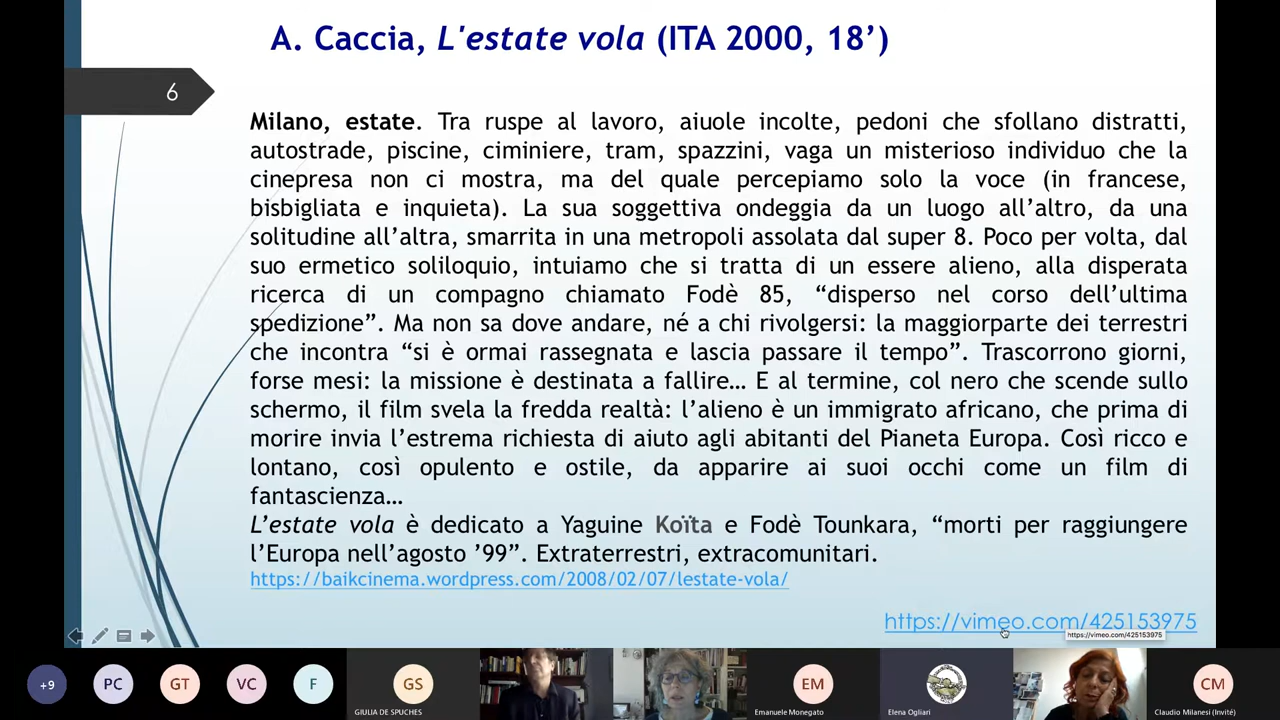 A. Caccia, L'estate vola (ITA 2000, 18’)
6
Milano, estate. Tra ruspe al lavoro, aiuole incolte, pedoni che sfollano distratti,
autostrade, piscine, ciminiere, tram, spazzini, vaga un misterioso individuo che la
cinepresa non ci mostra, ma del quale percepiamo solo la voce (in francese,
bisbigliata e inquieta). La sua soggettiva ondeggia da un luogo all’altro, da una
solitudine all’altra, smarrita in una metropoli assolata dal super 8. Poco per volta, dal
suo ermetico soliloquio, intuiamo che si tratta di un essere alieno, alla disperata
ricerca di un compagno chiamato Fodè 85, “disperso nel corso dell’ultima
spedizione”. Ma non sa dove andare, né a chi rivolgersi: la maggiorparte dei terrestri
che incontra “si è ormai rassegnata e lascia passare il tempo”. Trascorrono giorni,
forse mesi: la missione è destinata a fallire… E al termine, col nero che scende sullo
schermo, il film svela la fredda realtà: l’alieno è un immigrato africano, che prima di
morire invia l’estrema richiesta di aiuto agli abitanti del Pianeta Europa. Così ricco e
lontano, così opulento e ostile, da apparire ai suoi occhi come un film di
fantascienza…
L’estate vola è dedicato a Yaguine Koïta e Fodè Tounkara, “morti per raggiungere
l’Europa nell’agosto ’99”. Extraterrestri, extracomunitari.
https://baikcinema.wordpress.com/2008/02/07/lestate-vola/
https://vimeo.com/425153975
https://vimeo.com/425153975
+9
PC
GT
VC
F
GS
GIULIA DE SPUCHES
EM
Emanuele Monegato
Elena Ogliari
CM
Claudio Milanesi (Invité)